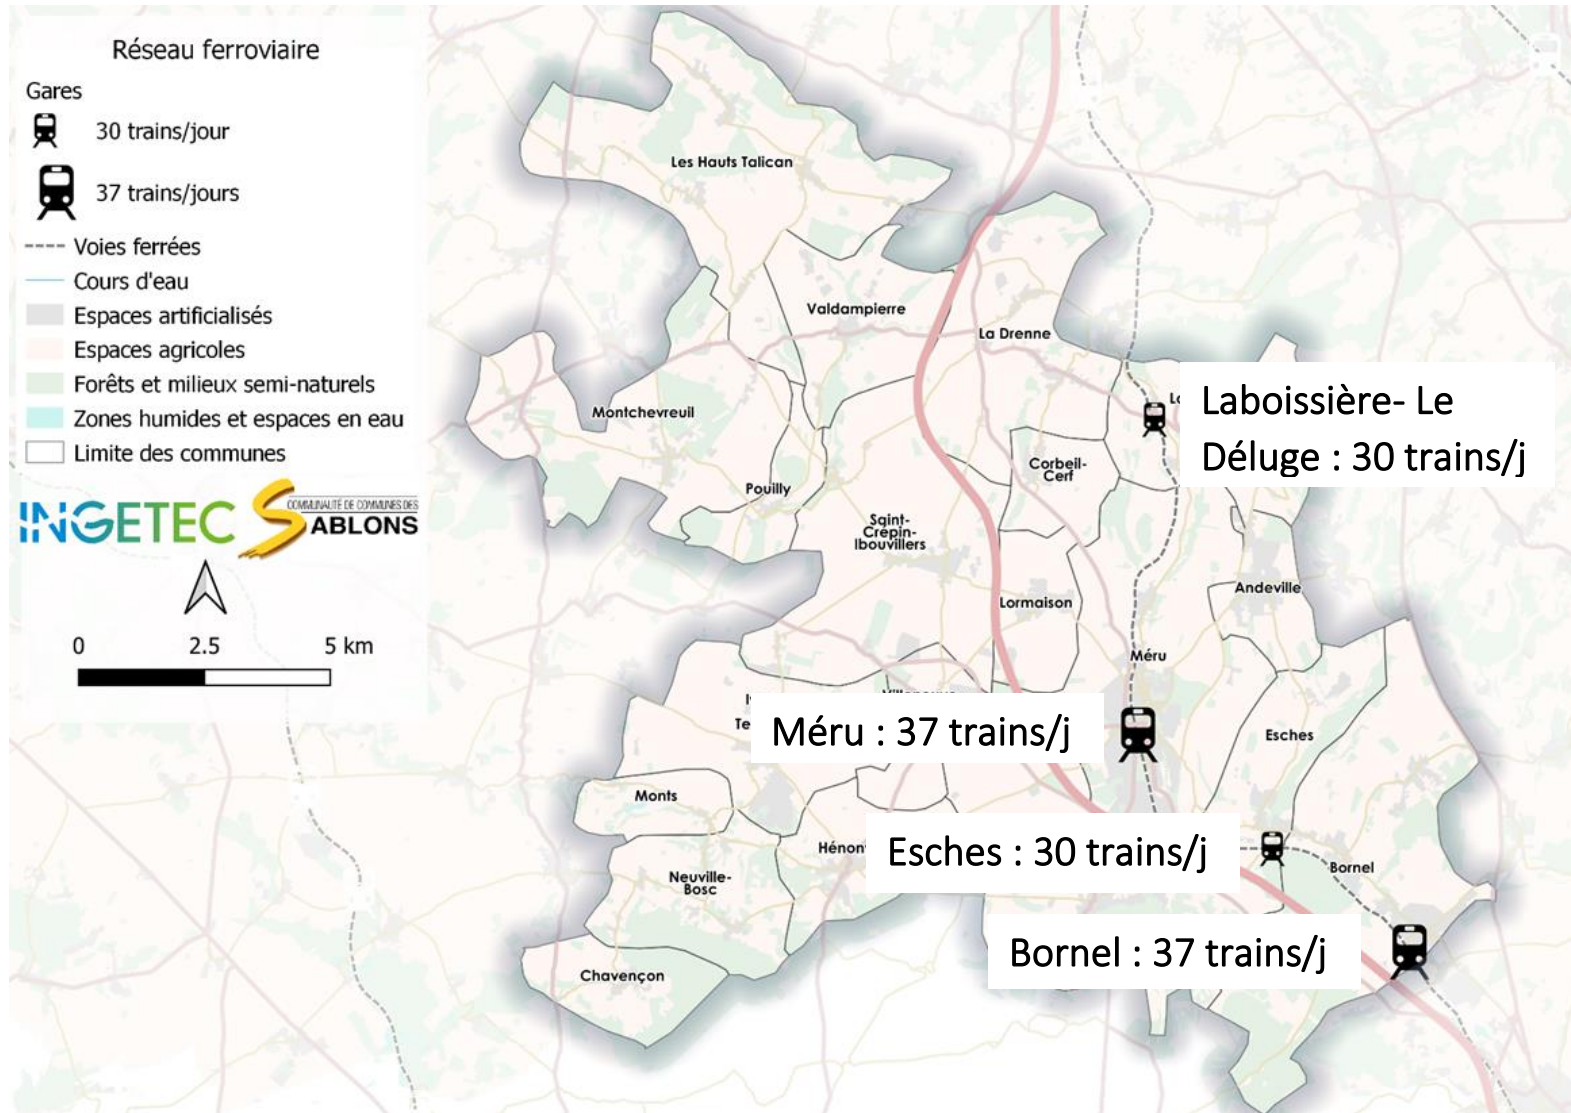 Réseau ferroviaire
Gares
30 trains/jour
37 trains/jours
Voies ferrées
Cours d'eau
Espaces artificialisés
Espaces agricoles
Forêts et milieux semi-naturels
Zones humides et espaces en eau
Limite des communes
INGETEC
COMMUNAUTÉ DE COMMUNES DES
SABLONS
0 2.5 5 km
Les Hauts Talican
Valdampierre
La Drenne
Montchevreuil
Laboissière- Le
Déluge : 30 trains/j
Corbeil-
Cerf
Pouilly
Saint-
Crépin-
Ibouvillers
Andeville
Lormaison
Méru
Méru : 37 trains/j
Esches
Monts
Esches : 30 trains/j
Bornel
Neuville-
Bosc
Bornel : 37 trains/j
Chavençon